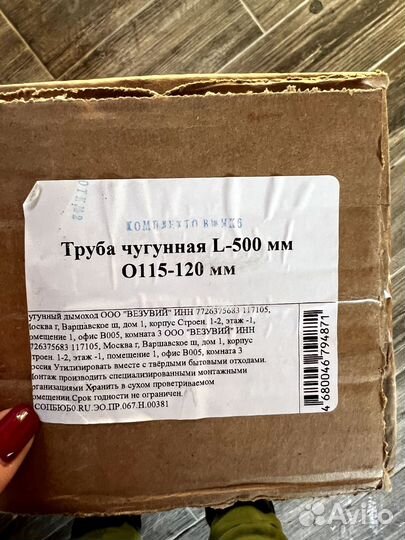 ОТК №2
Труба чугунная L-500 мм
О115-120 мм
угунный дымоход ООО "ВЕЗУВИЙ" ИНН 7726375683 117105,
Москва г, Варшавское ш, дом 1, корпус Строен. 1-2, этаж -1,
омещение 1, офис В005, комната 3 ООО "ВЕЗУВИЙ" ИНН
7726375683 117105, Москва г, Варшавское ш, дом 1, корпус
троен. 1-2, этаж -1, помещение 1, офис В005, комната 3
оссия Утилизировать вместе с твёрдыми бытовыми отходами.
Монтаж производить специализированными монтажными
рганизациями Хранить в сухом проветриваемом
омещении.Срок годности не ограничен.
СОПБЮБ0.RU.ЭО.ПР.067.Н.00381
4 680046 794871
Avito